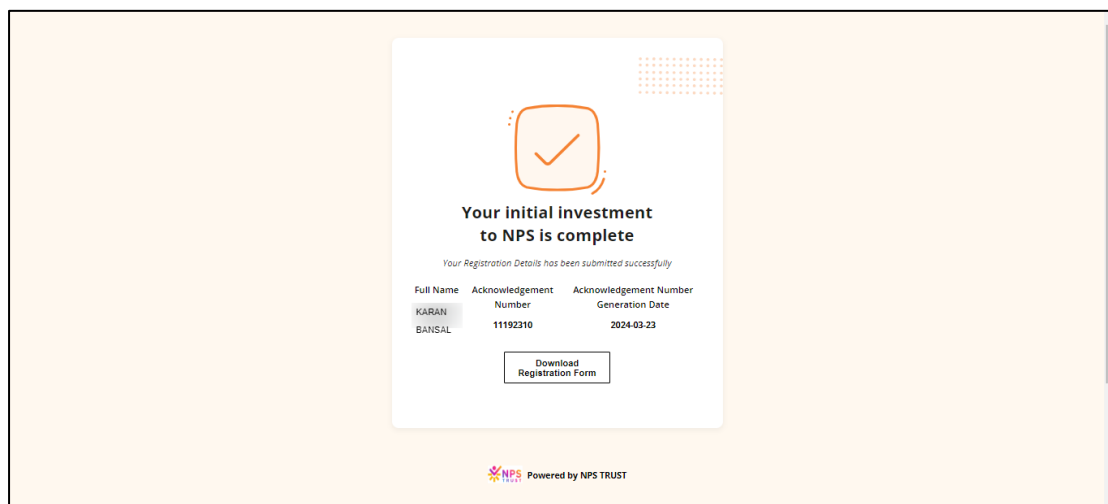 Your initial investment
to NPS is complete
Your Registration Details has been submitted successfully
Full Name
KARAN
BANSAL
Acknowledgement
Number
11192310
Acknowledgement Number
Generation Date
2024-03-23
Download
Registration Form
NPS
TRUST
Powered by NPS TRUST